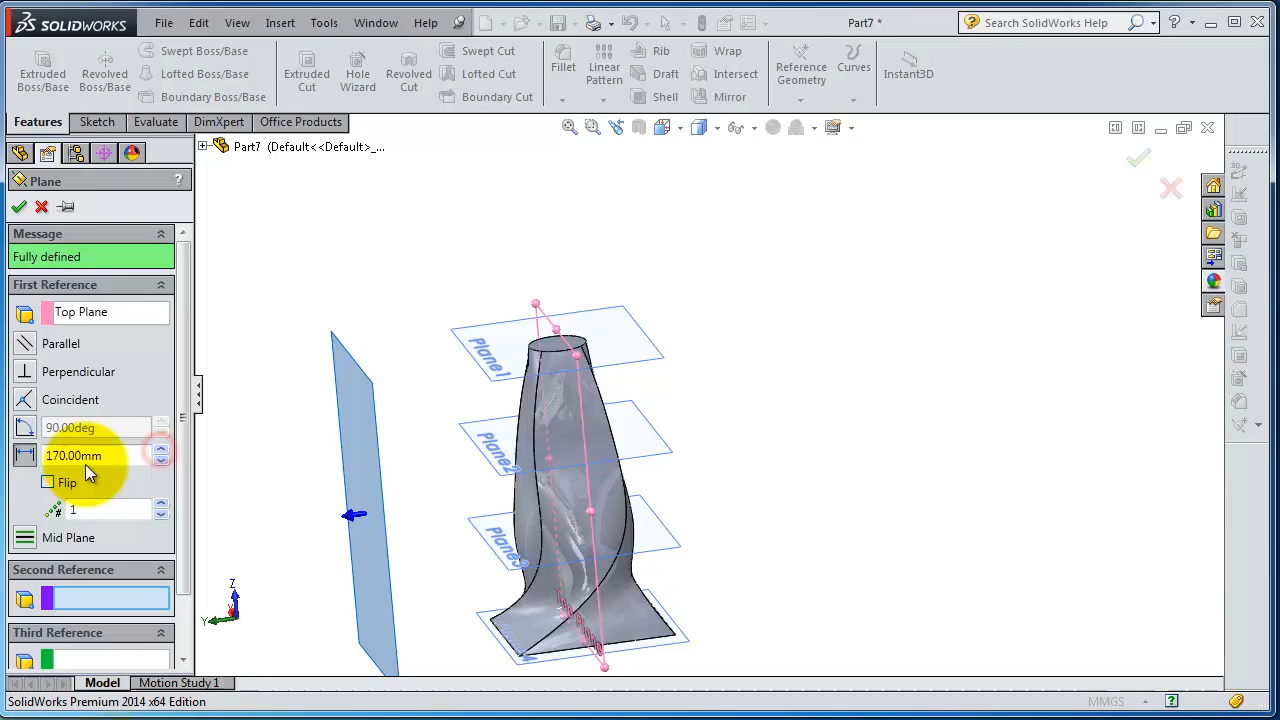 SOLIDWORKS File Edit View Insert Tools Window Help Part7 * Search SolidWorks Help
Extruded Boss/Base
Revolved Boss/Base
Swept Boss/Base
Lofted Boss/Base
Boundary Boss/Base
Extruded Cut
Hole Wizard
Revolved Cut
Swept Cut
Lofted Cut
Boundary Cut
Fillet
Linear Pattern
Rib
Draft
Shell
Wrap
Intersect
Mirror
Reference Geometry
Curves
Instant3D
Features Sketch Evaluate DimXpert Office Products
Part7 (Default<<Default>_...
Plane ?
Message
Fully defined
First Reference
Top Plane
Parallel
Perpendicular
Coincident
90.00deg
170.00mm
Flip
1
Mid Plane
Second Reference
Third Reference
Plane1
Plane2
Plane3
Z
Y
Model Motion Study 1
SolidWorks Premium 2014 x64 Edition MMGS